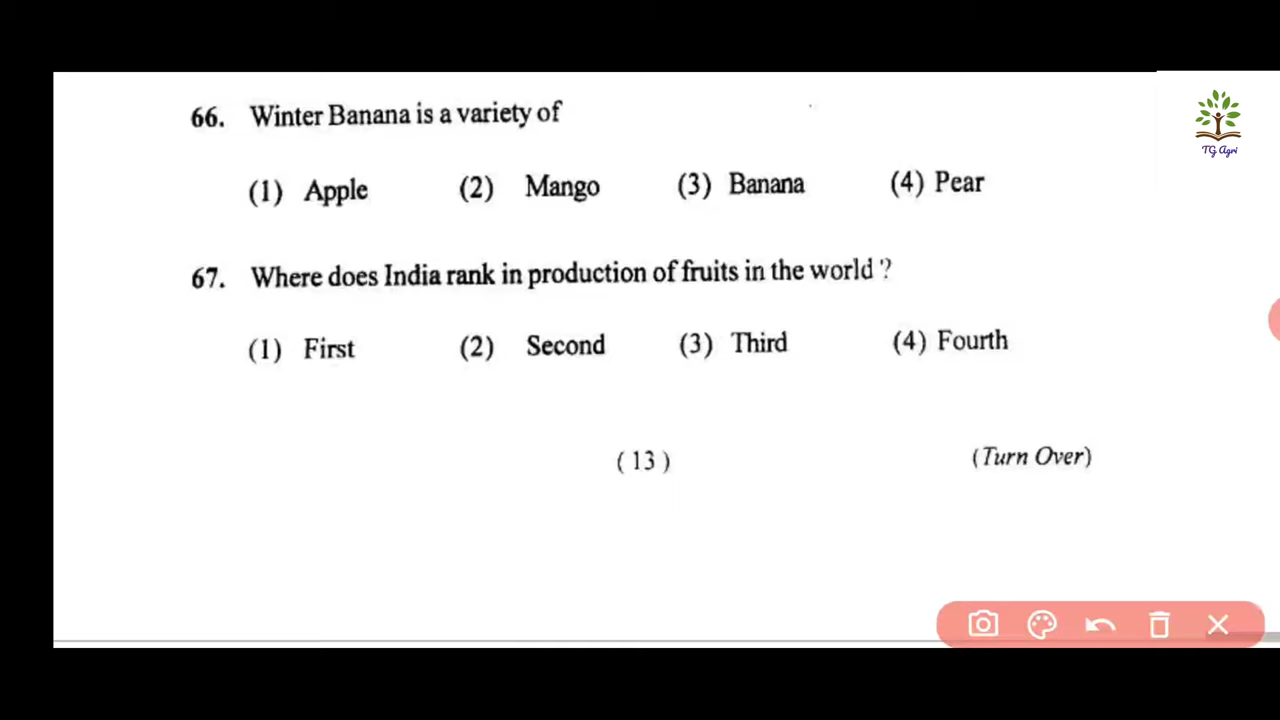 66. Winter Banana is a variety of
(1) Apple (2) Mango (3) Banana (4) Pear
67. Where does India rank in production of fruits in the world ?
(1) First (2) Second (3) Third (4) Fourth
( 13 ) (Turn Over)
TG Agri